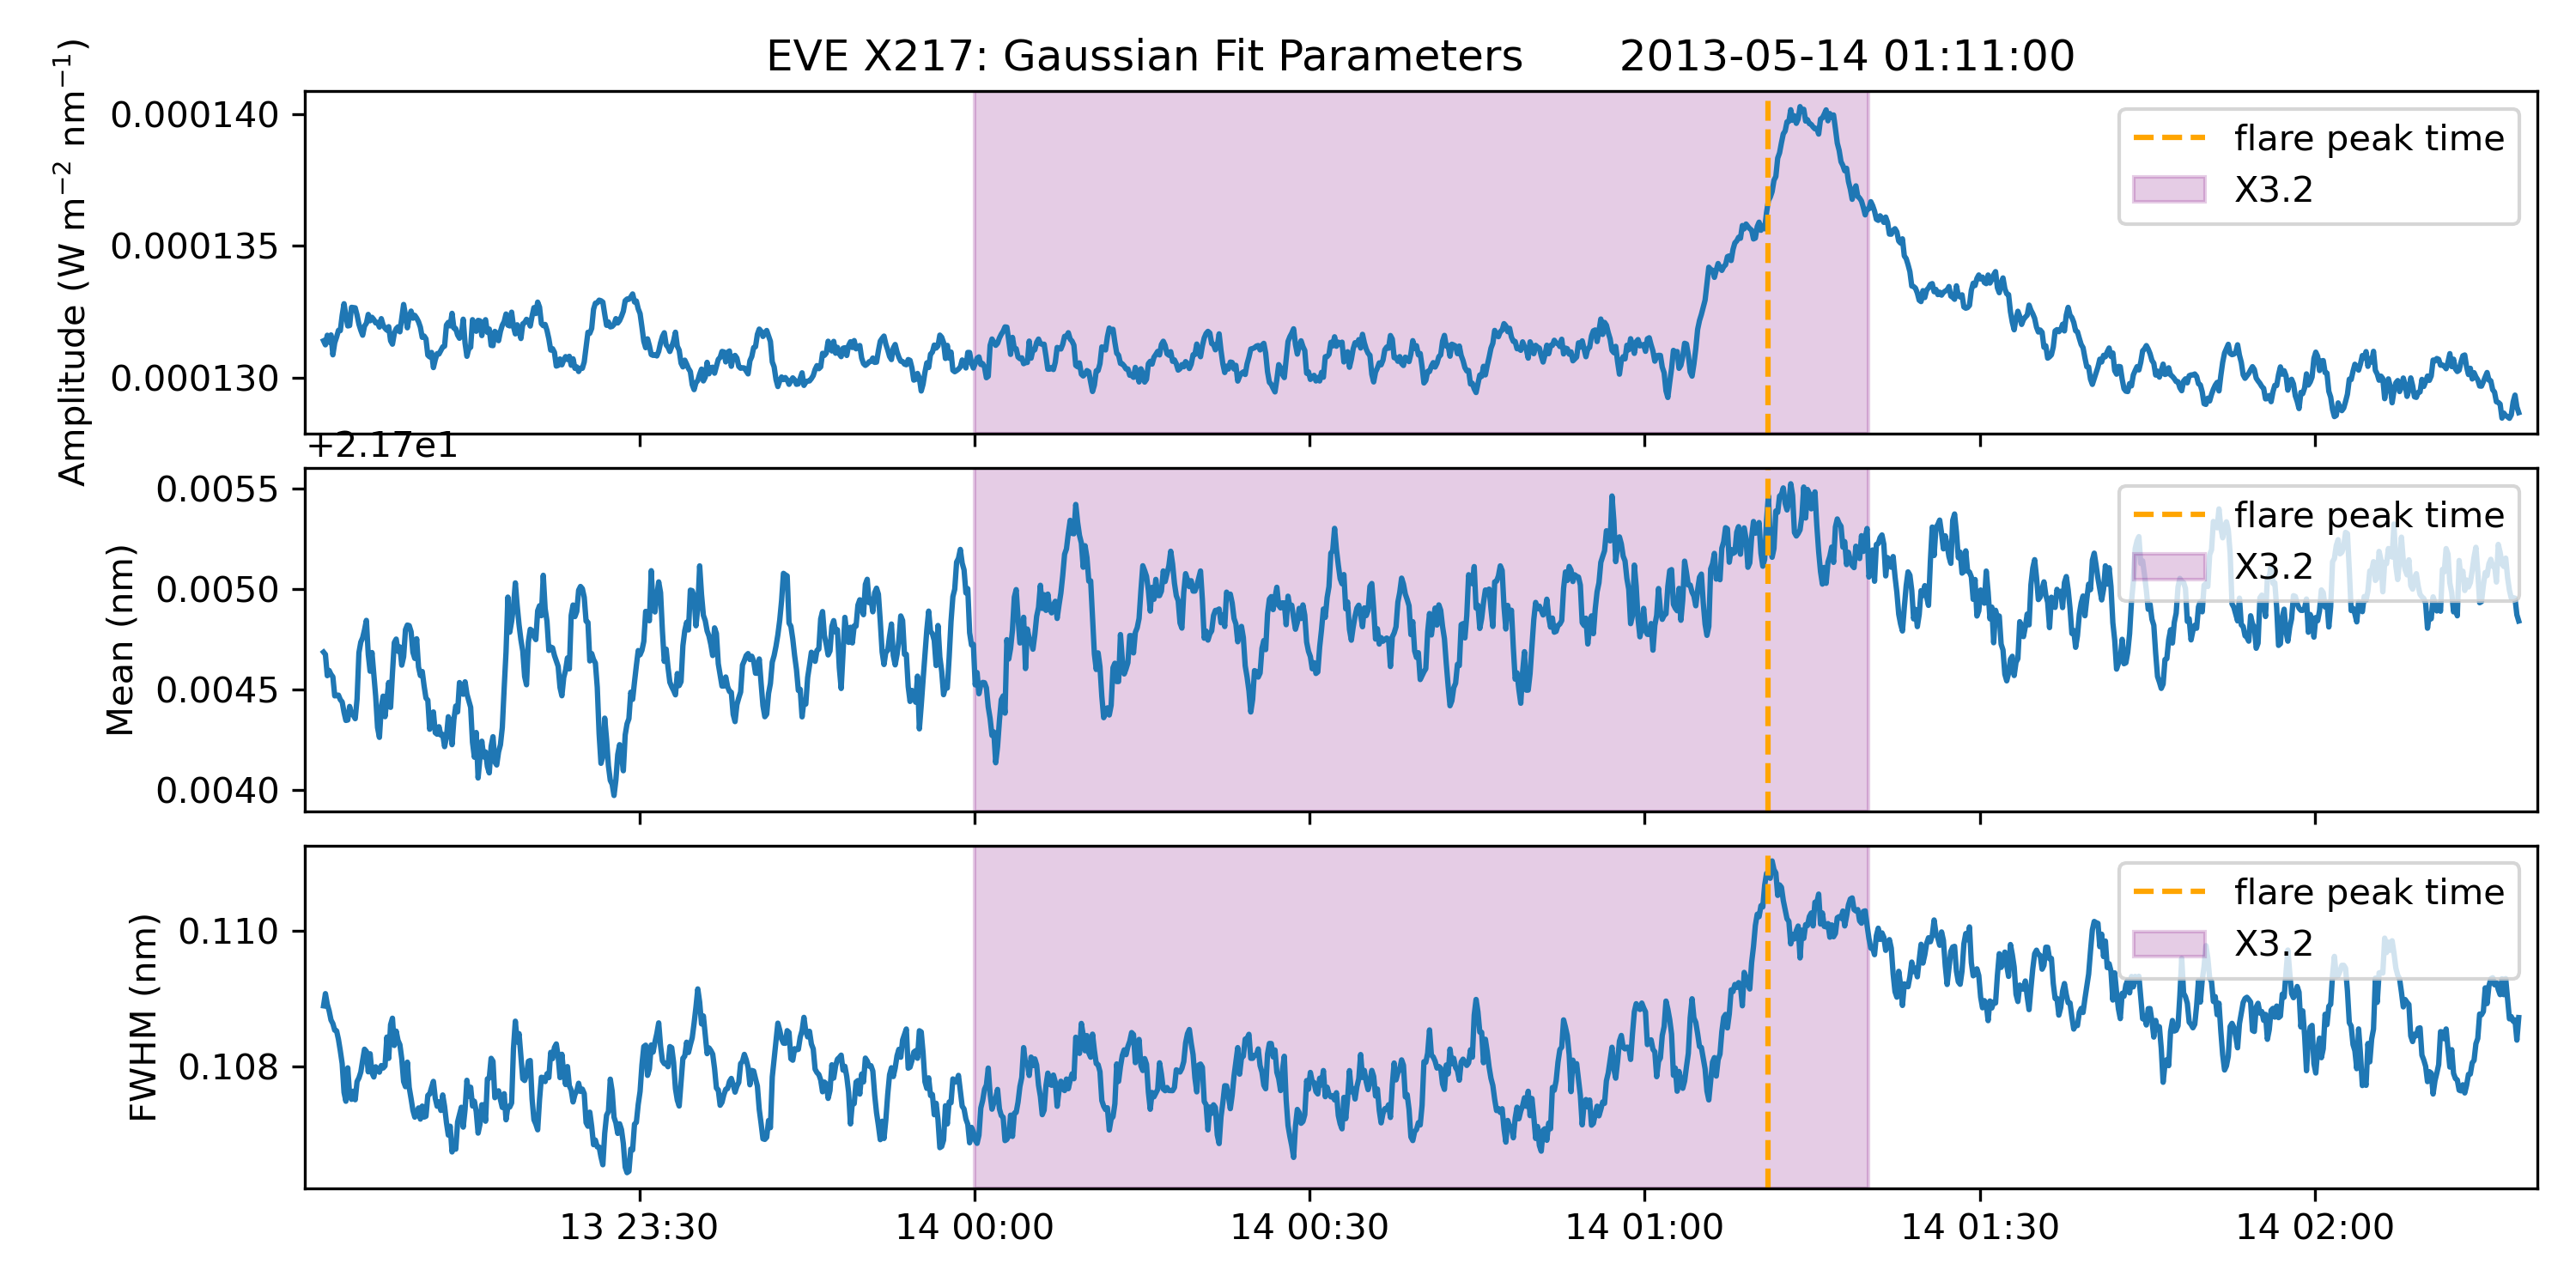 EVE X217: Gaussian Fit Parameters 2013-05-14 01:11:00
Amplitude (W m⁻² nm⁻¹)
0.000140
0.000135
0.000130
flare peak time
X3.2
+2.17e1
Mean (nm)
0.0055
0.0050
0.0045
0.0040
flare peak time
X3.2
FWHM (nm)
0.110
0.108
flare peak time
X3.2
13 23:30 14 00:00 14 00:30 14 01:00 14 01:30 14 02:00